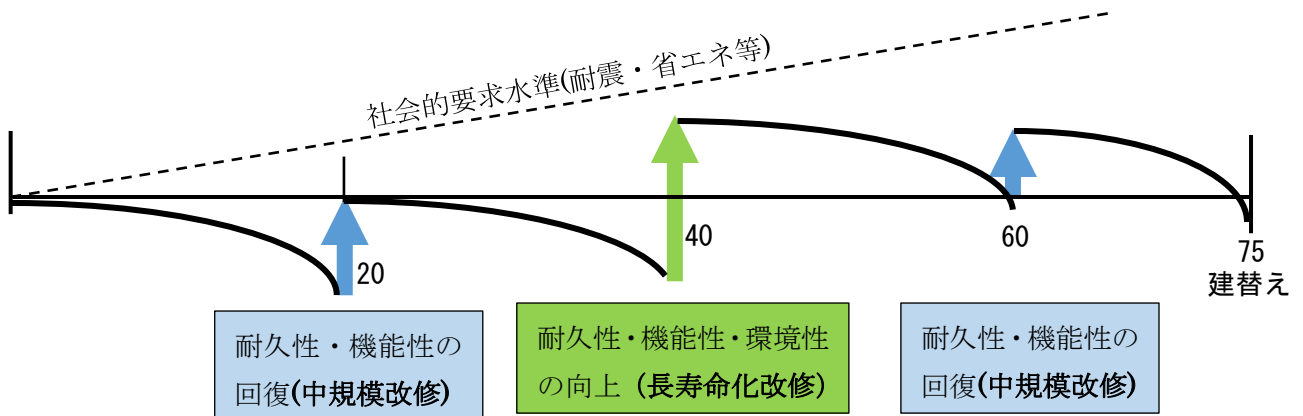 社会的要求水準(耐震・省エネ等)
20
40
60
75
建替え
耐久性・機能性の
回復(中規模改修)
耐久性・機能性・環境性
の向上（長寿命化改修）
耐久性・機能性の
回復(中規模改修)